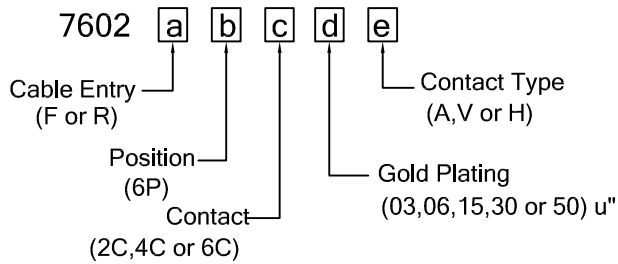 7602 a b c d e
Cable Entry
(F or R)
Contact Type
(A,V or H)
Position
(6P)
Gold Plating
(03,06,15,30 or 50) u"
Contact
(2C,4C or 6C)